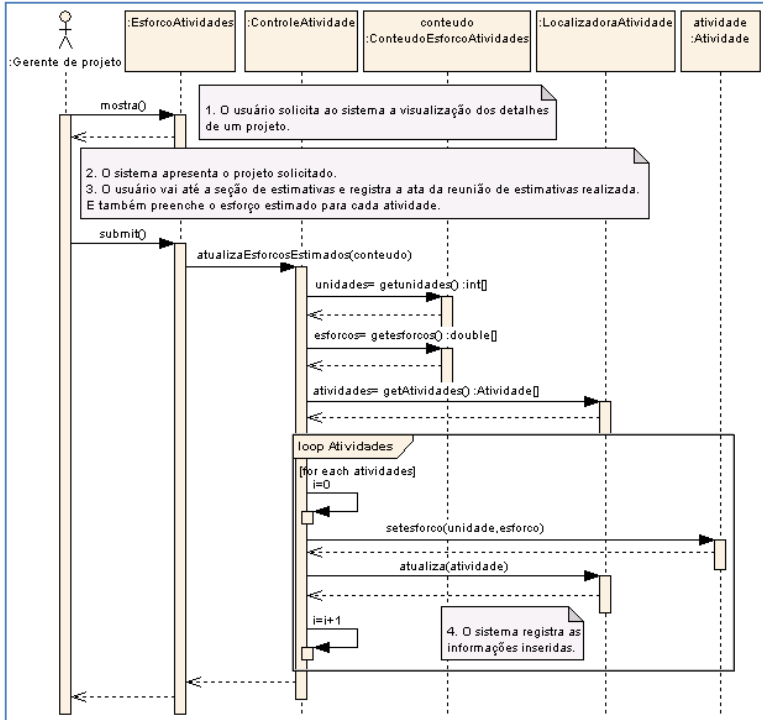 :Gerente de projeto
:EsforcoAtividades
:ControleAtividade
conteudo
:ConteudoEsforcoAtividades
:LocalizadoraAtividade
atividade
:Atividade
mostra()
1. O usuário solicita ao sistema a visualização dos detalhes
de um projeto.
2. O sistema apresenta o projeto solicitado.
3. O usuário vai até a seção de estimativas e registra a ata da reunião de estimativas realizada.
E também preenche o esforço estimado para cada atividade.
submit()
atualizaEsforcosEstimados(conteudo)
unidades= getunidades() :int[]
esforcos= getesforcos() :double[]
atividades= getAtividades() :Atividade[]
loop Atividades
[for each atividades]
i=0
setesforco(unidade,esforco)
atualiza(atividade)
i=i+1
4. O sistema registra as
informações inseridas.